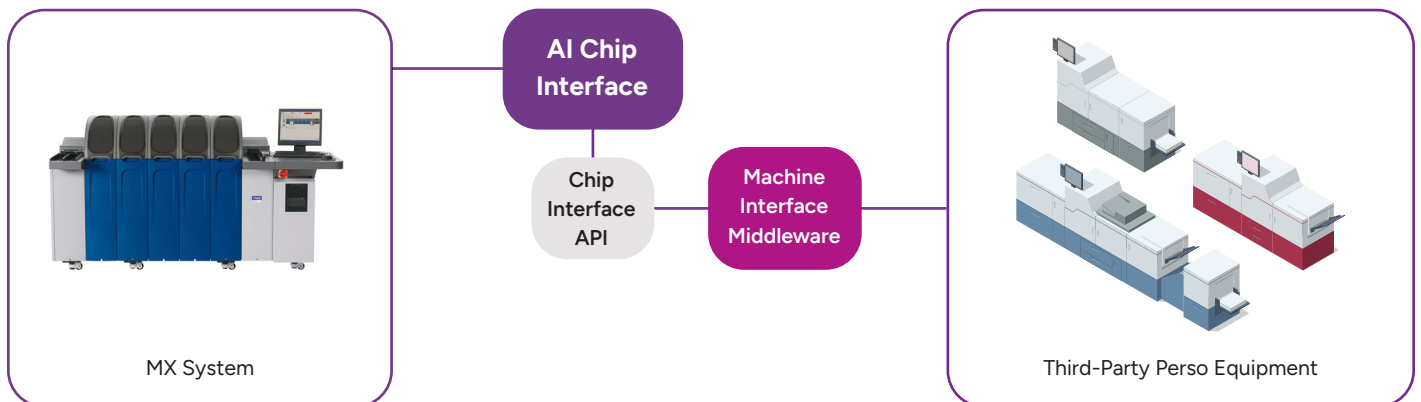 AI Chip
Interface
Chip
Interface
API
Machine
Interface
Middleware
MX System
Third-Party Perso Equipment